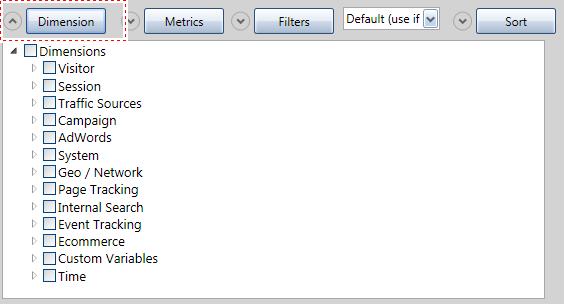 Dimension Metrics Filters Default (use if Sort
Dimensions
Visitor
Session
Traffic Sources
Campaign
AdWords
System
Geo / Network
Page Tracking
Internal Search
Event Tracking
Ecommerce
Custom Variables
Time